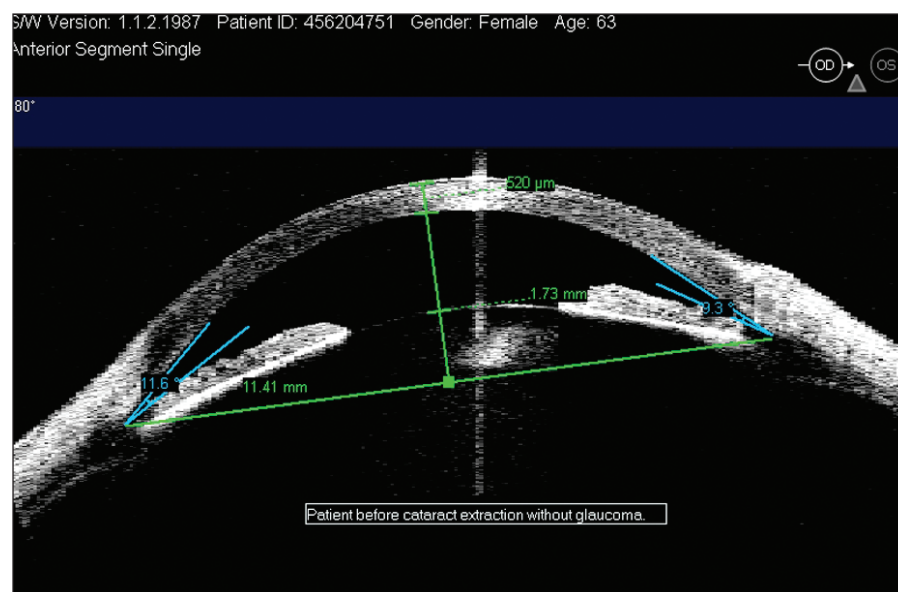 S/W Version: 1.1.2.1987 Patient ID: 456204751 Gender: Female Age: 63
Anterior Segment Single
OD OS
80°
520 µm
1.73 mm
9.3 °
11.6 °
11.41 mm
Patient before cataract extraction without glaucoma.